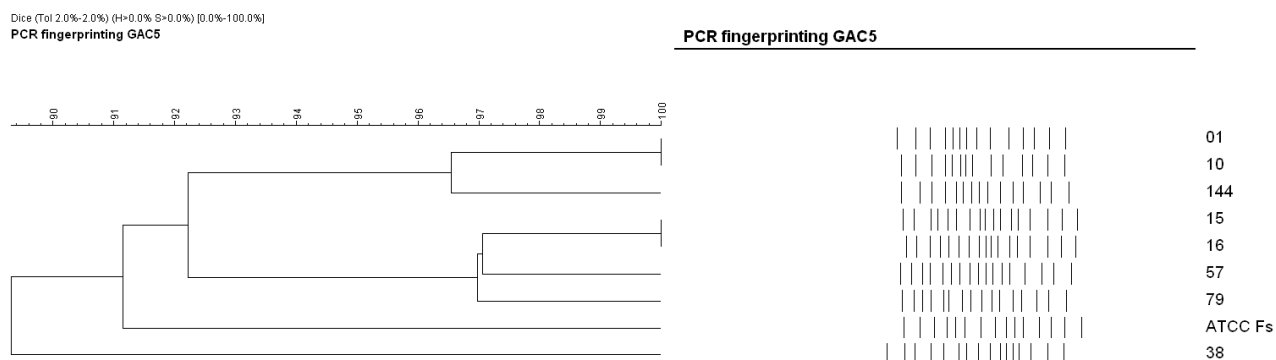 Dice (Tol 2.0%-2.0%) (H>0.0% S>0.0%) [0.0%-100.0%]
PCR fingerprinting GAC5
PCR fingerprinting GAC5
90 91 92 93 94 95 96 97 98 99 100
01
10
144
15
16
57
79
ATCC Fs
38